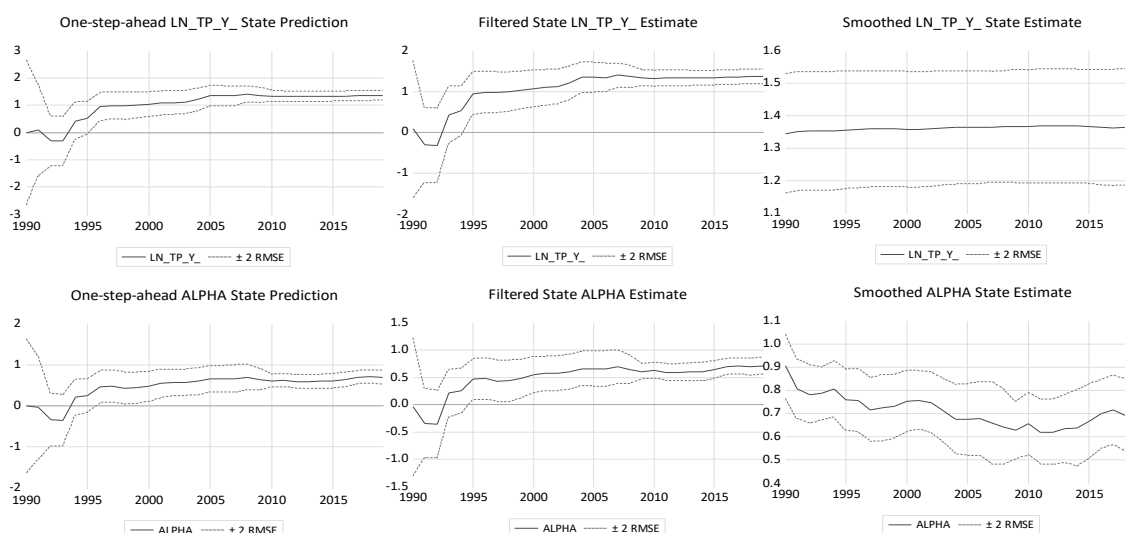 One-step-ahead LN_TP_Y_ State Prediction
3
2
1
0
-1
-2
-3
1990 1995 2000 2005 2010 2015
LN_TP_Y_ ± 2 RMSE
Filtered State LN_TP_Y_ Estimate
2
1
0
-1
-2
1990 1995 2000 2005 2010 2015
LN_TP_Y_ ± 2 RMSE
Smoothed LN_TP_Y_ State Estimate
1.6
1.5
1.4
1.3
1.2
1.1
1990 1995 2000 2005 2010 2015
LN_TP_Y_ ± 2 RMSE
One-step-ahead ALPHA State Prediction
2
1
0
-1
-2
1990 1995 2000 2005 2010 2015
ALPHA ± 2 RMSE
Filtered State ALPHA Estimate
1.5
1.0
0.5
0.0
-0.5
-1.0
-1.5
1990 1995 2000 2005 2010 2015
ALPHA ± 2 RMSE
Smoothed ALPHA State Estimate
1.1
1.0
0.9
0.8
0.7
0.6
0.5
0.4
1990 1995 2000 2005 2010 2015
ALPHA ± 2 RMSE